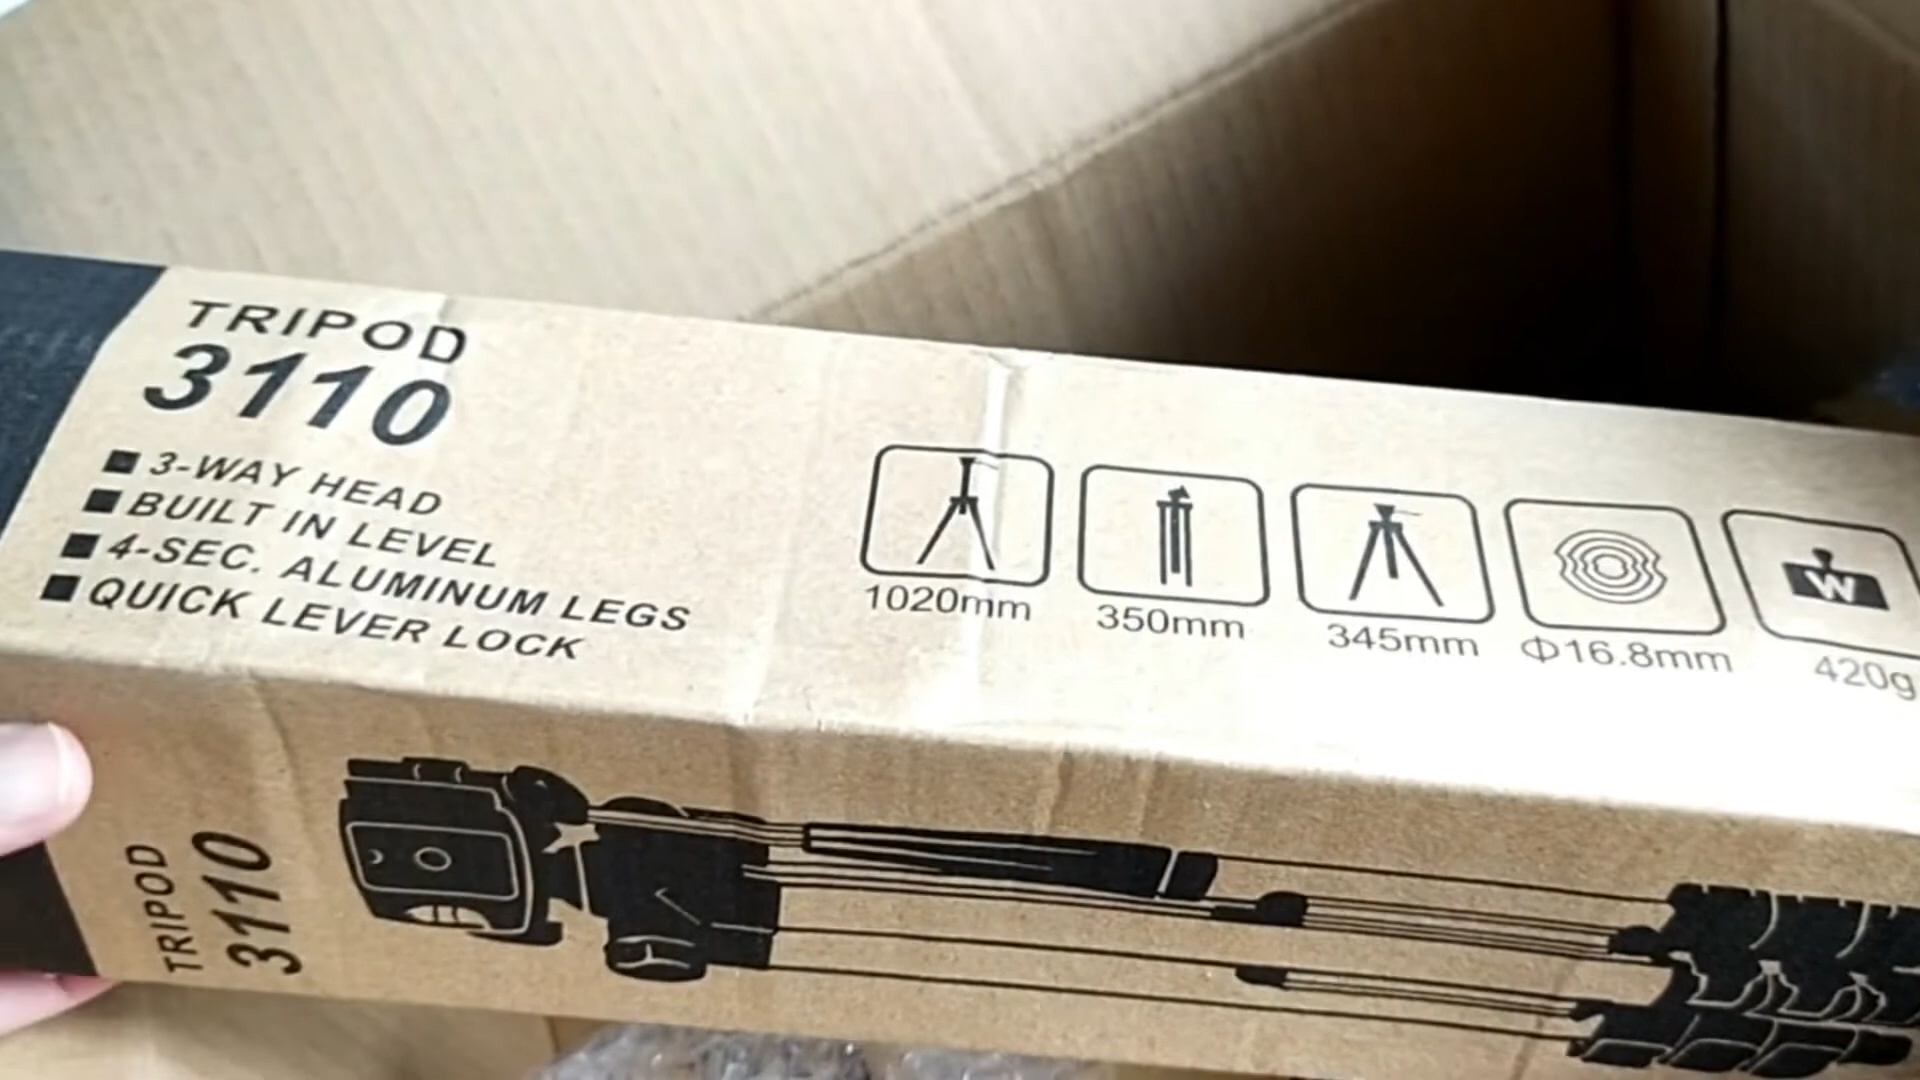 TRIPOD
3110
■ 3-WAY HEAD
■ BUILT IN LEVEL
■ 4-SEC. ALUMINUM LEGS
■ QUICK LEVER LOCK
1020mm
350mm
345mm
Φ16.8mm
W
420g
TRIPOD
3110